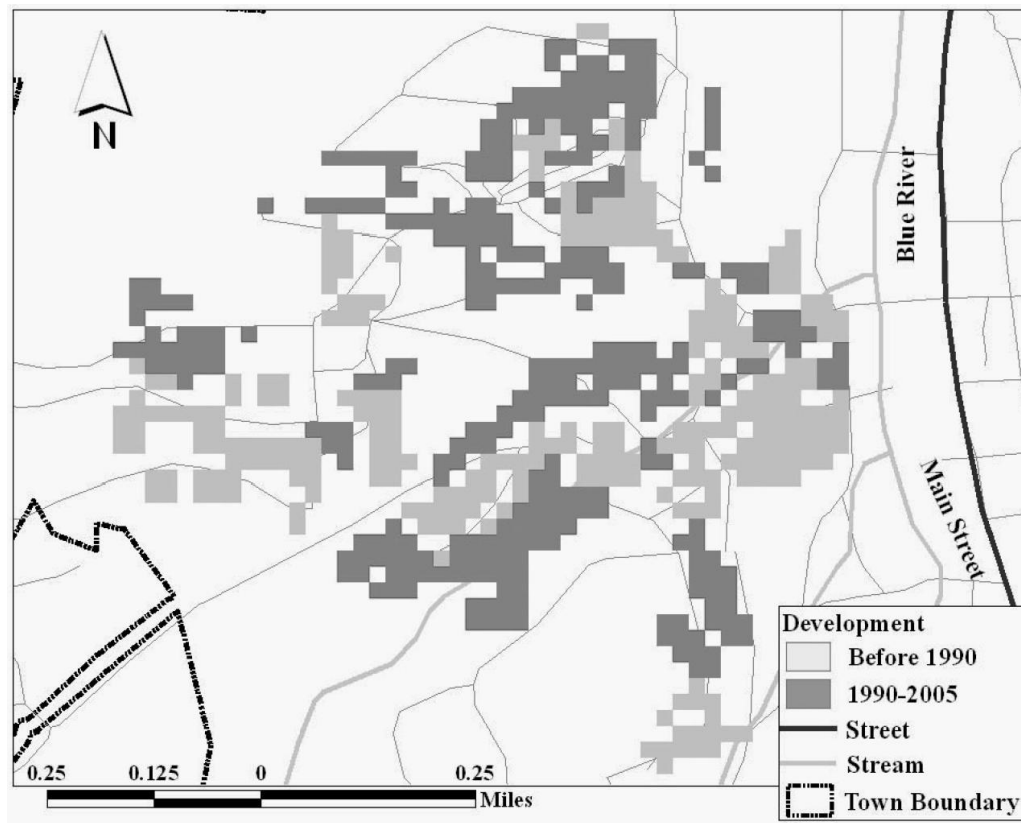 N
Blue River
Main Street
Development
Before 1990
1990-2005
Street
Stream
Town Boundary
0.25 0.125 0 0.25
Miles